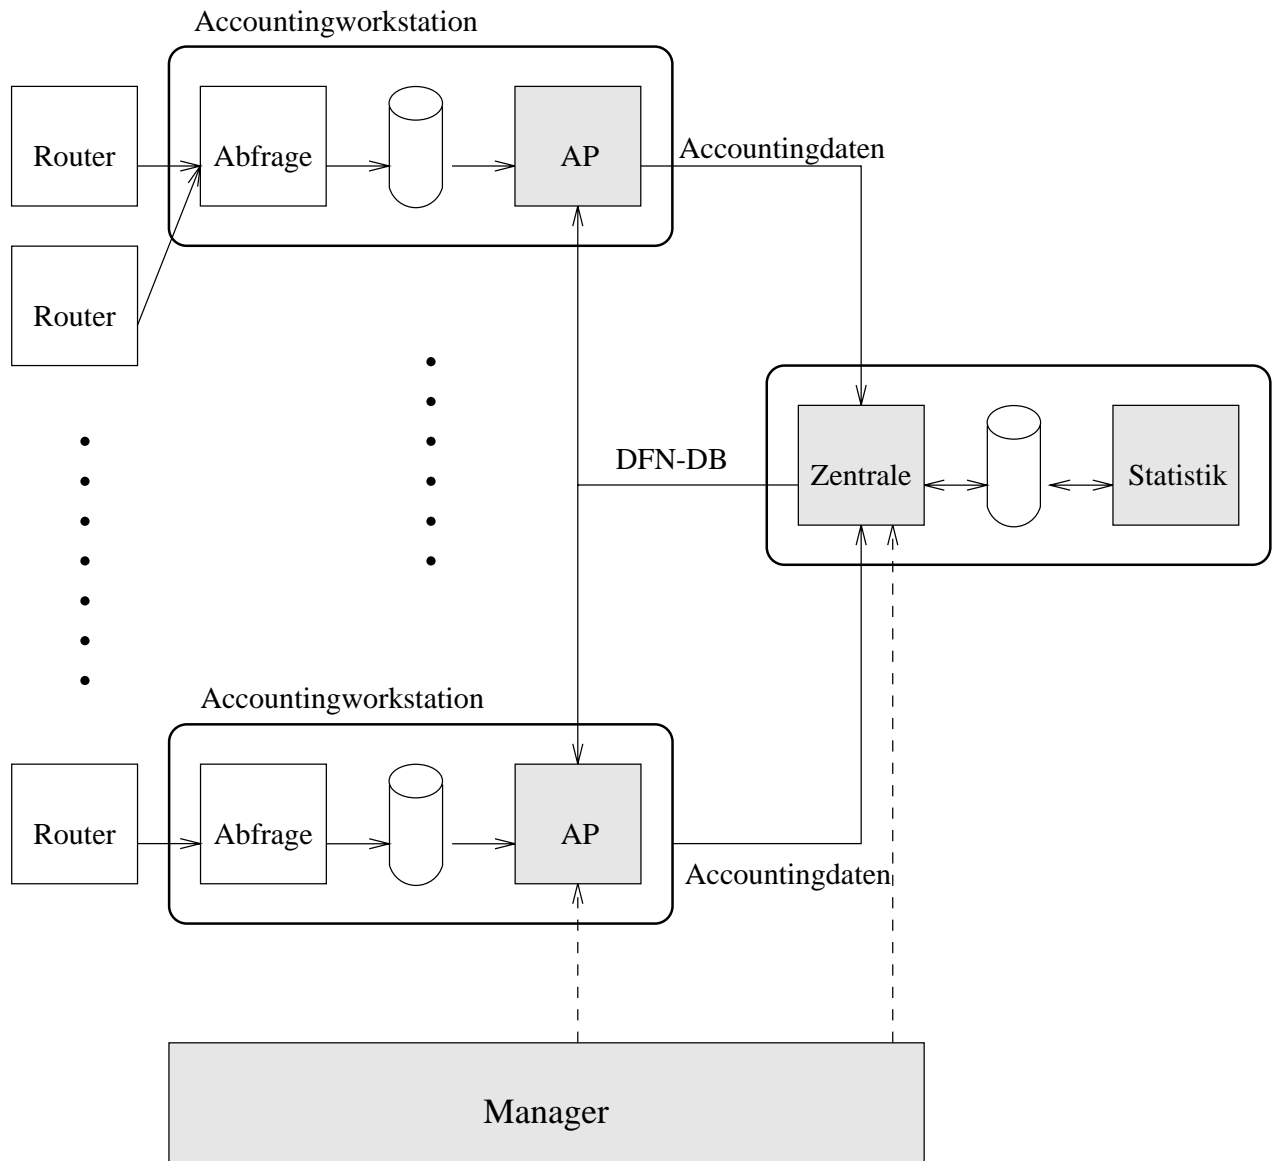 Accountingworkstation
Router
Abfrage
AP
Accountingdaten
Router
DFN-DB
Zentrale
Statistik
Accountingworkstation
Router
Abfrage
AP
Accountingdaten
Manager